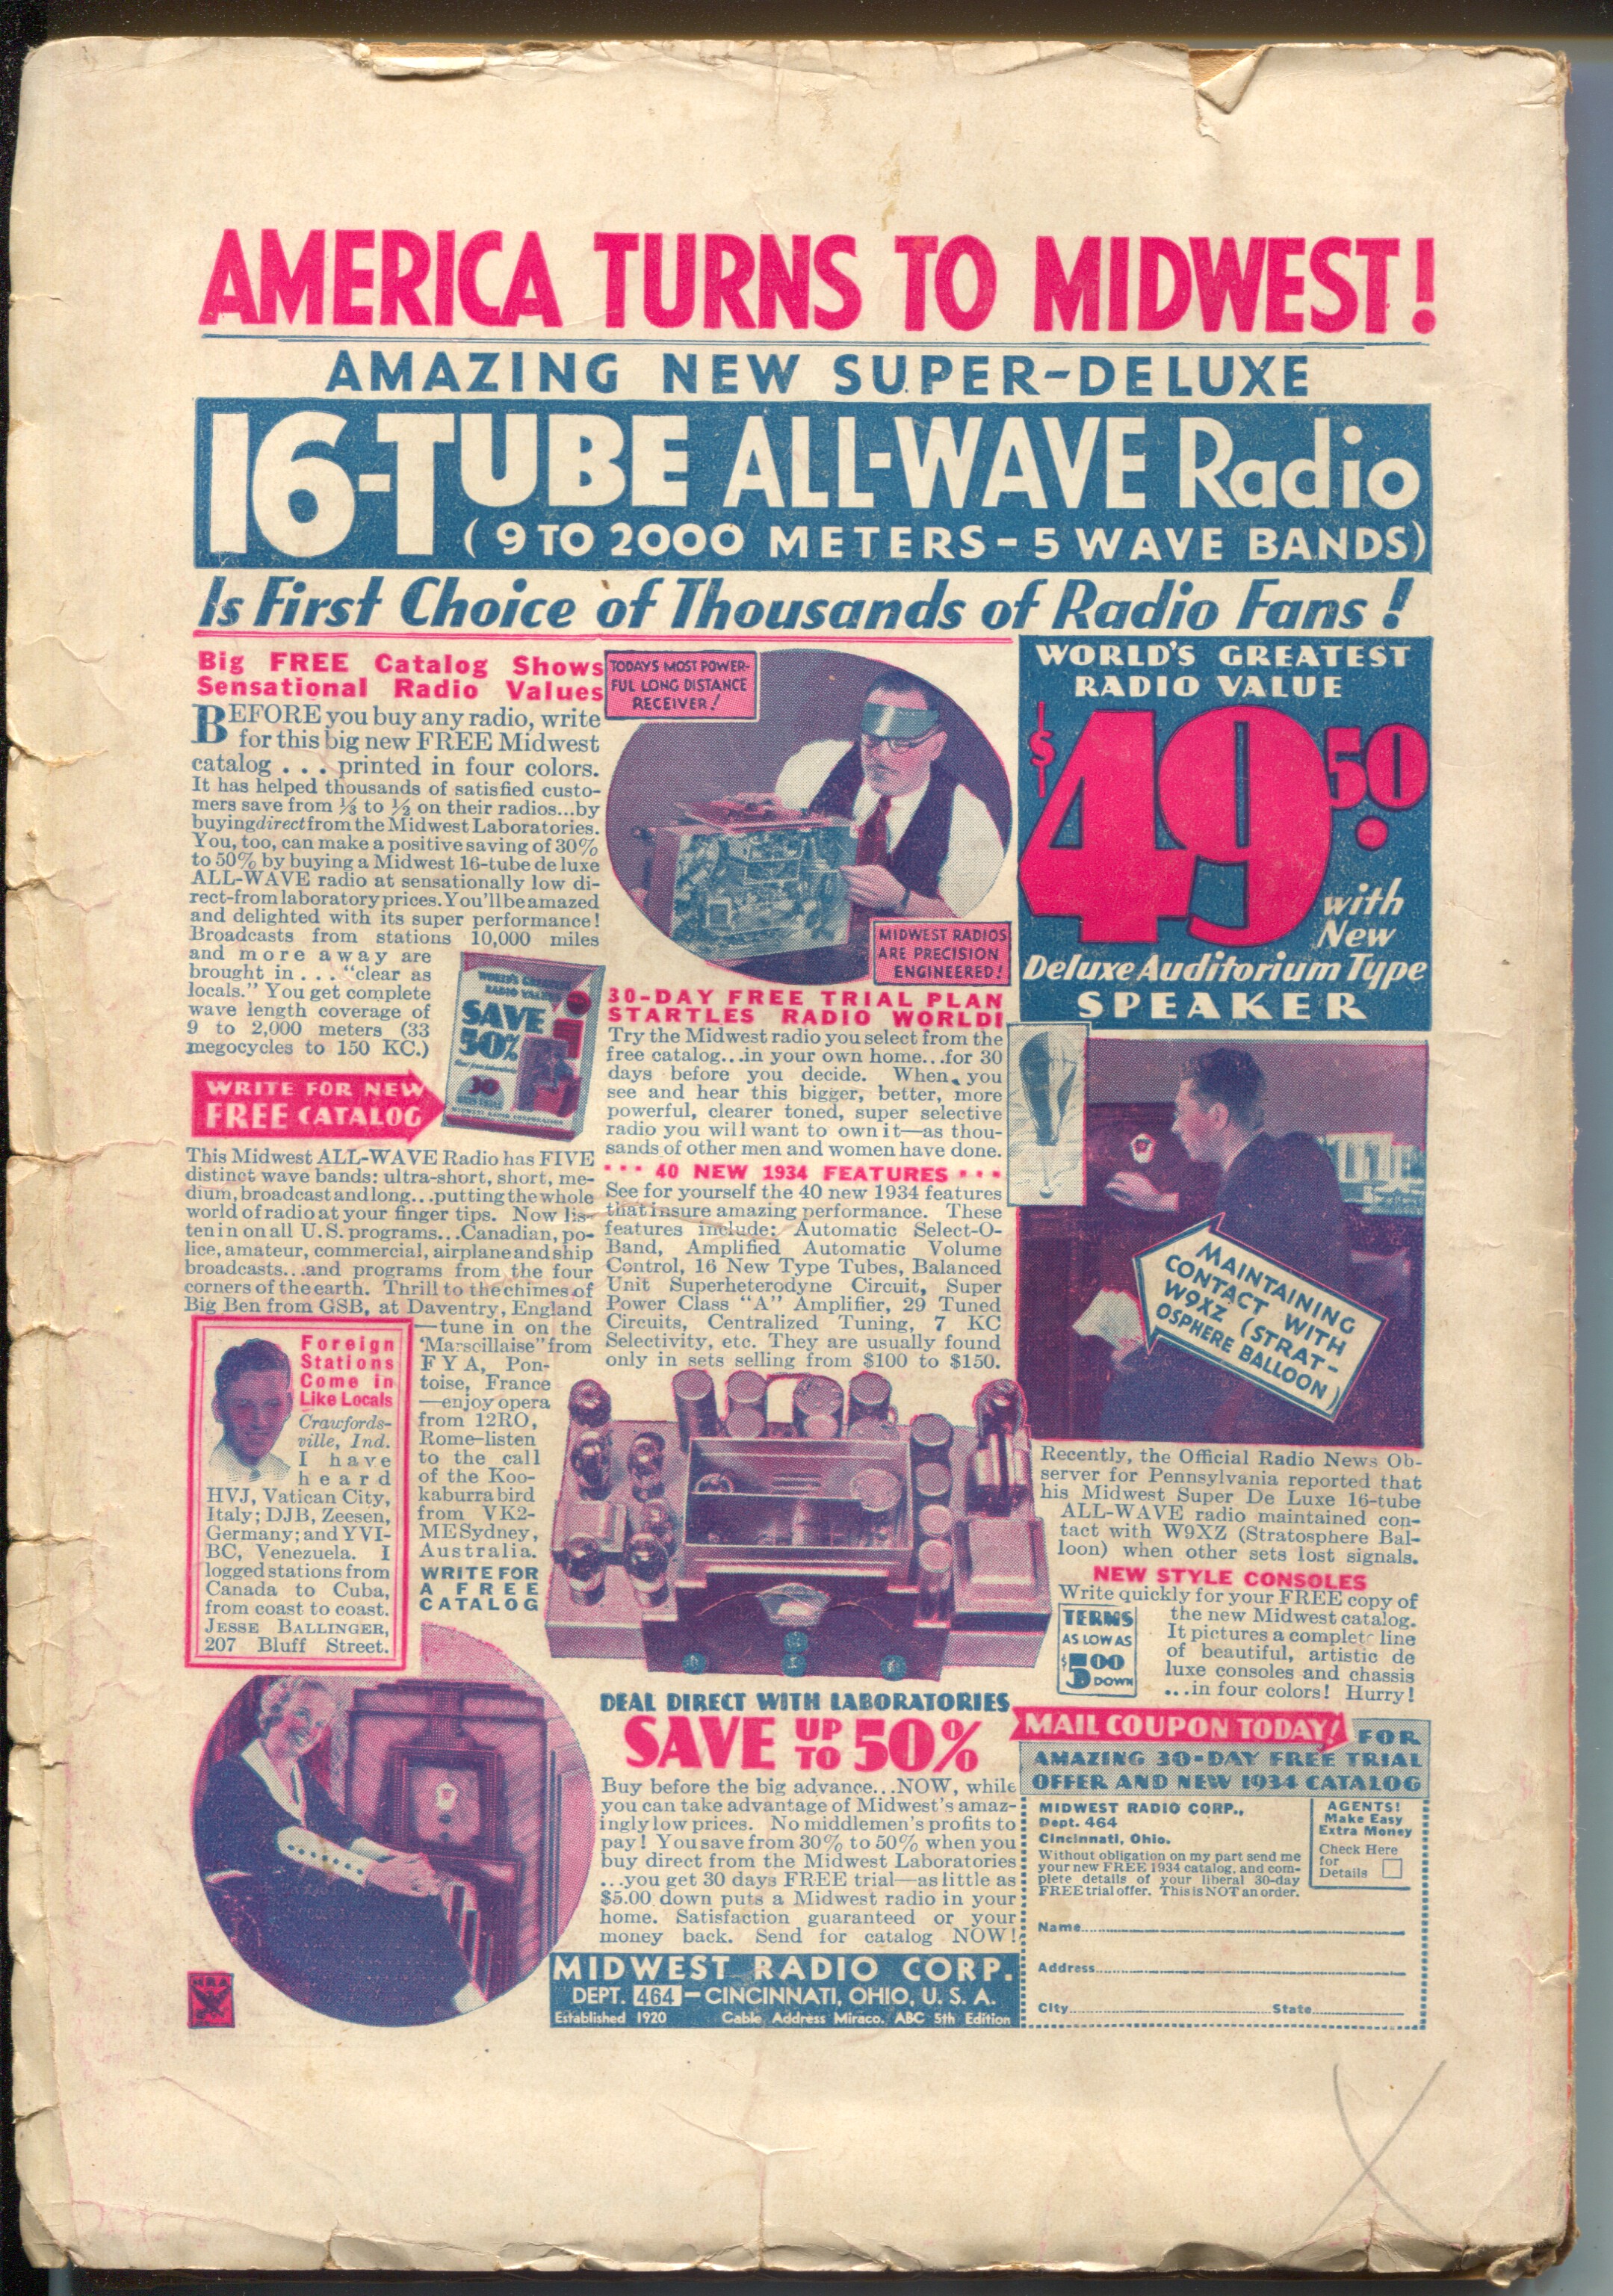 AMERICA TURNS TO MIDWEST!
AMAZING NEW SUPER-DELUXE
16-TUBE ALL-WAVE Radio
(9 TO 2000 METERS-5 WAVE BANDS)
Is First Choice of Thousands of Radio Fans!
Big FREE Catalog Shows
Sensational Radio Values
BEFORE you buy any radio, write
for this big new FREE Midwest
catalog . . . printed in four colors.
It has helped thousands of satisfied custo-
mers save from ⅓ to ½ on their radios...by
buying direct from the Midwest Laboratories.
You, too, can make a positive saving of 30%
to 50% by buying a Midwest 16-tube de luxe
ALL-WAVE radio at sensationally low di-
rect-from laboratory prices. You'll be amazed
and delighted with its super performance!
Broadcasts from stations 10,000 miles
and more away are
brought in . . . "clear as
locals." You get complete
wave length coverage of
9 to 2,000 meters (33
megocycles to 150 KC.)
WRITE FOR NEW
FREE CATALOG
WORLD'S GREATEST
RADIO VALUE
SAVE
50%
30
MIDWEST RADIO CORPORATION
This Midwest ALL-WAVE Radio has FIVE
distinct wave bands: ultra-short, short, me-
dium, broadcast and long...putting the whole
world of radio at your finger tips. Now lis-
ten in on all U.S. programs...Canadian, po-
lice, amateur, commercial, airplane and ship
broadcasts...and programs from the four
corners of the earth. Thrill to the chimes of
Big Ben from GSB, at Daventry, England
—tune in on the
'Marscillaise" from
FYA, Pon-
toise, France
—enjoy opera
from 12RO,
Rome-listen
to the call
of the Koo-
kaburra bird
from VK2-
ME Sydney,
Australia.
WRITE FOR
A FREE
CATALOG
Foreign
Stations
Come in
Like Locals
Crawfords-
ville, Ind.
I have
heard
HVJ, Vatican City,
Italy; DJB, Zeesen,
Germany; and YVI-
BC, Venezuela. I
logged stations from
Canada to Cuba,
from coast to coast.
JESSE BALLINGER,
207 Bluff Street.
TODAYS MOST POWER-
FUL LONG DISTANCE
RECEIVER!
MIDWEST RADIOS
ARE PRECISION
ENGINEERED!
30-DAY FREE TRIAL PLAN
STARTLES RADIO WORLD!
Try the Midwest radio you select from the
free catalog...in your own home...for 30
days before you decide. When you
see and hear this bigger, better, more
powerful, clearer toned, super selective
radio you will want to own it—as thou-
sands of other men and women have done.
• • • 40 NEW 1934 FEATURES • • •
See for yourself the 40 new 1934 features
that insure amazing performance. These
features include: Automatic Select-O-
Band, Amplified Automatic Volume
Control, 16 New Type Tubes, Balanced
Unit Superheterodyne Circuit, Super
Power Class "A" Amplifier, 29 Tuned
Circuits, Centralized Tuning, 7 KC
Selectivity, etc. They are usually found
only in sets selling from $100 to $150.
WORLD'S GREATEST
RADIO VALUE
$49.50
with
New
Deluxe Auditorium Type
SPEAKER
MAINTAINING
CONTACT WITH
W9XZ (STRAT-
OSPHERE BALLOON)
Recently, the Official Radio News Ob-
server for Pennsylvania reported that
his Midwest Super De Luxe 16-tube
ALL-WAVE radio maintained con-
tact with W9XZ (Stratosphere Bal-
loon) when other sets lost signals.
NEW STYLE CONSOLES
Write quickly for your FREE copy of
the new Midwest catalog.
It pictures a complete line
of beautiful, artistic de
luxe consoles and chassis
...in four colors! Hurry!
TERMS
AS LOW AS
$5.00
DOWN
DEAL DIRECT WITH LABORATORIES
SAVE UP TO 50%
Buy before the big advance...NOW, while
you can take advantage of Midwest's amaz-
ingly low prices. No middlemen's profits to
pay! You save from 30% to 50% when you
buy direct from the Midwest Laboratories
...you get 30 days FREE trial—as little as
$5.00 down puts a Midwest radio in your
home. Satisfaction guaranteed or your
money back. Send for catalog NOW!
MIDWEST RADIO CORP.
DEPT. 464—CINCINNATI, OHIO, U. S. A.
Established 1920 Cable Address Miraco. ABC 5th Edition
MAIL COUPON TODAY! FOR
AMAZING 30-DAY FREE TRIAL
OFFER AND NEW 1934 CATALOG
MIDWEST RADIO CORP.,
Dept. 464
Cincinnati, Ohio.
Without obligation on my part send me
your new FREE 1934 catalog, and com-
plete details of your liberal 30-day
FREE trial offer. This is NOT an order.
AGENTS!
Make Easy
Extra Money
Check Here
for
Details
Name
Address
City State
NRA